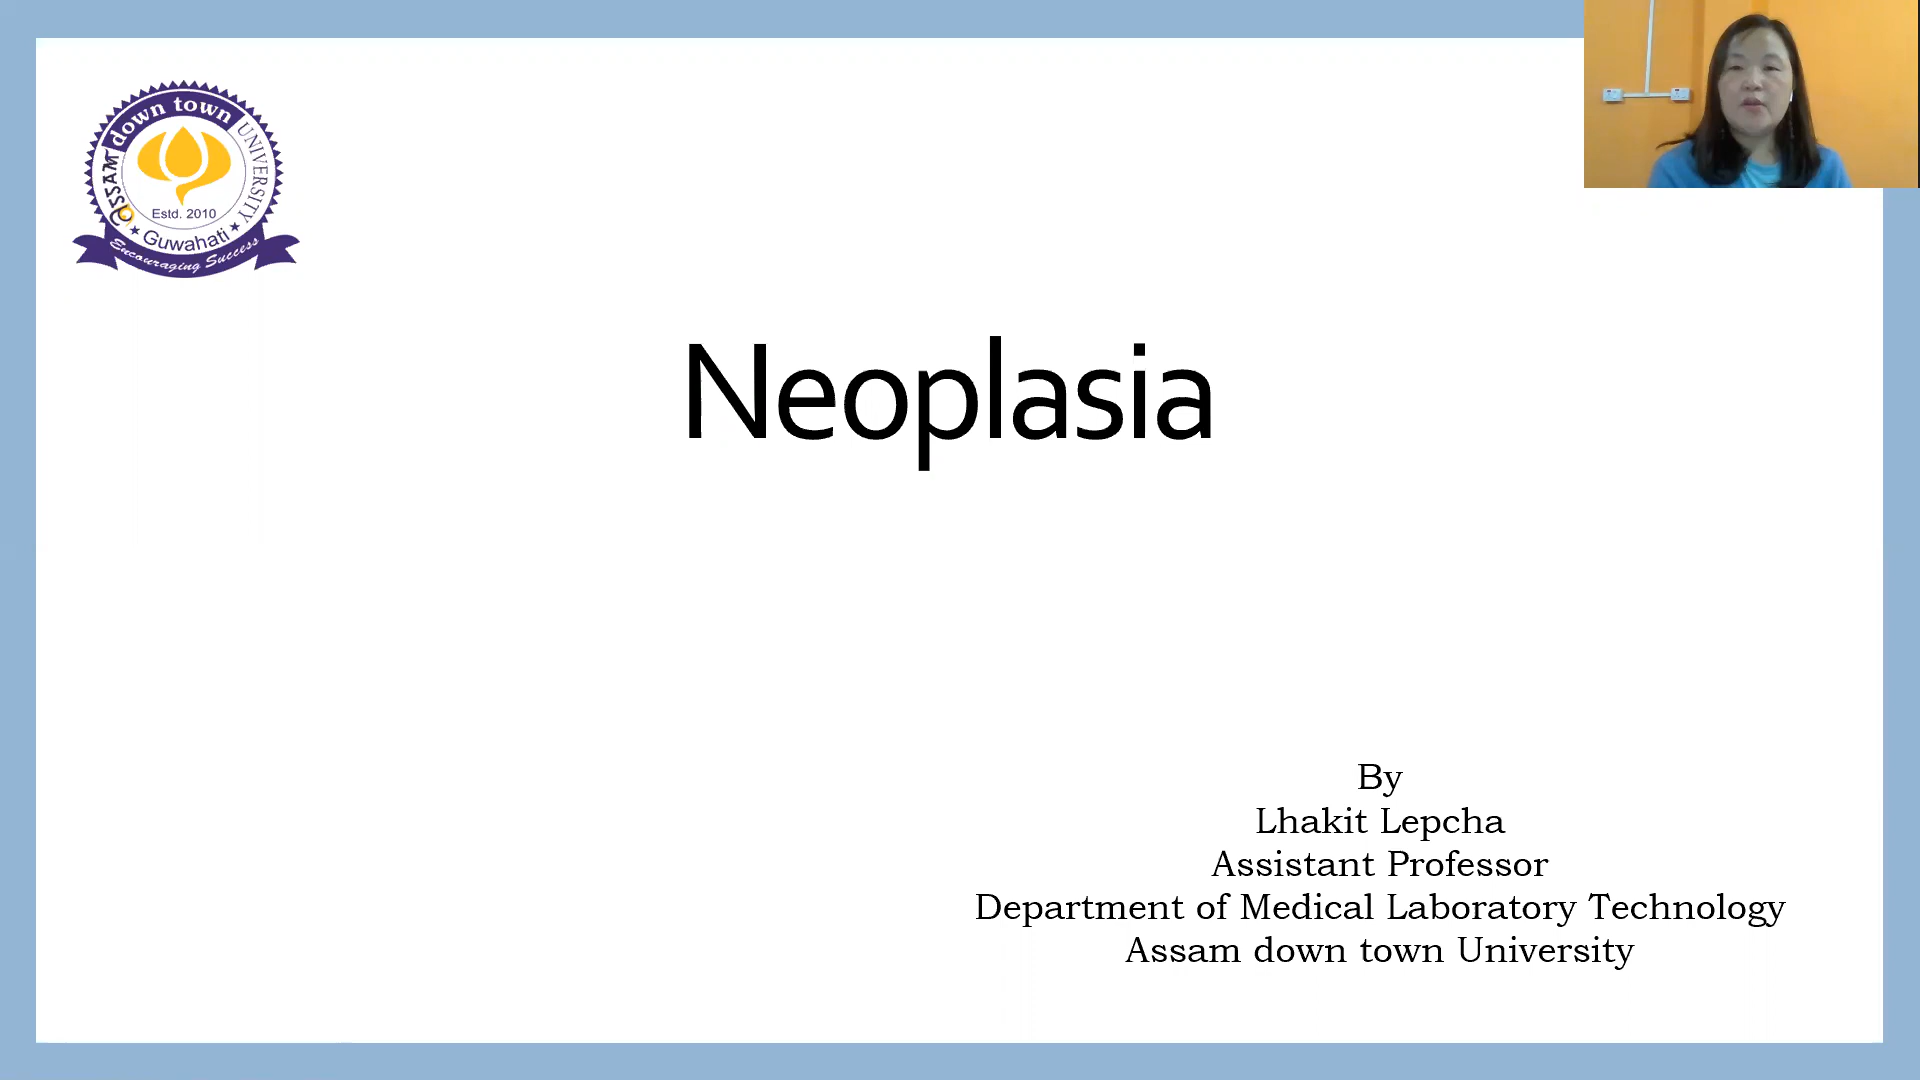 assam down town UNIVERSITY
Estd. 2010
Guwahati
Encouraging Success
Neoplasia
By
Lhakit Lepcha
Assistant Professor
Department of Medical Laboratory Technology
Assam down town University